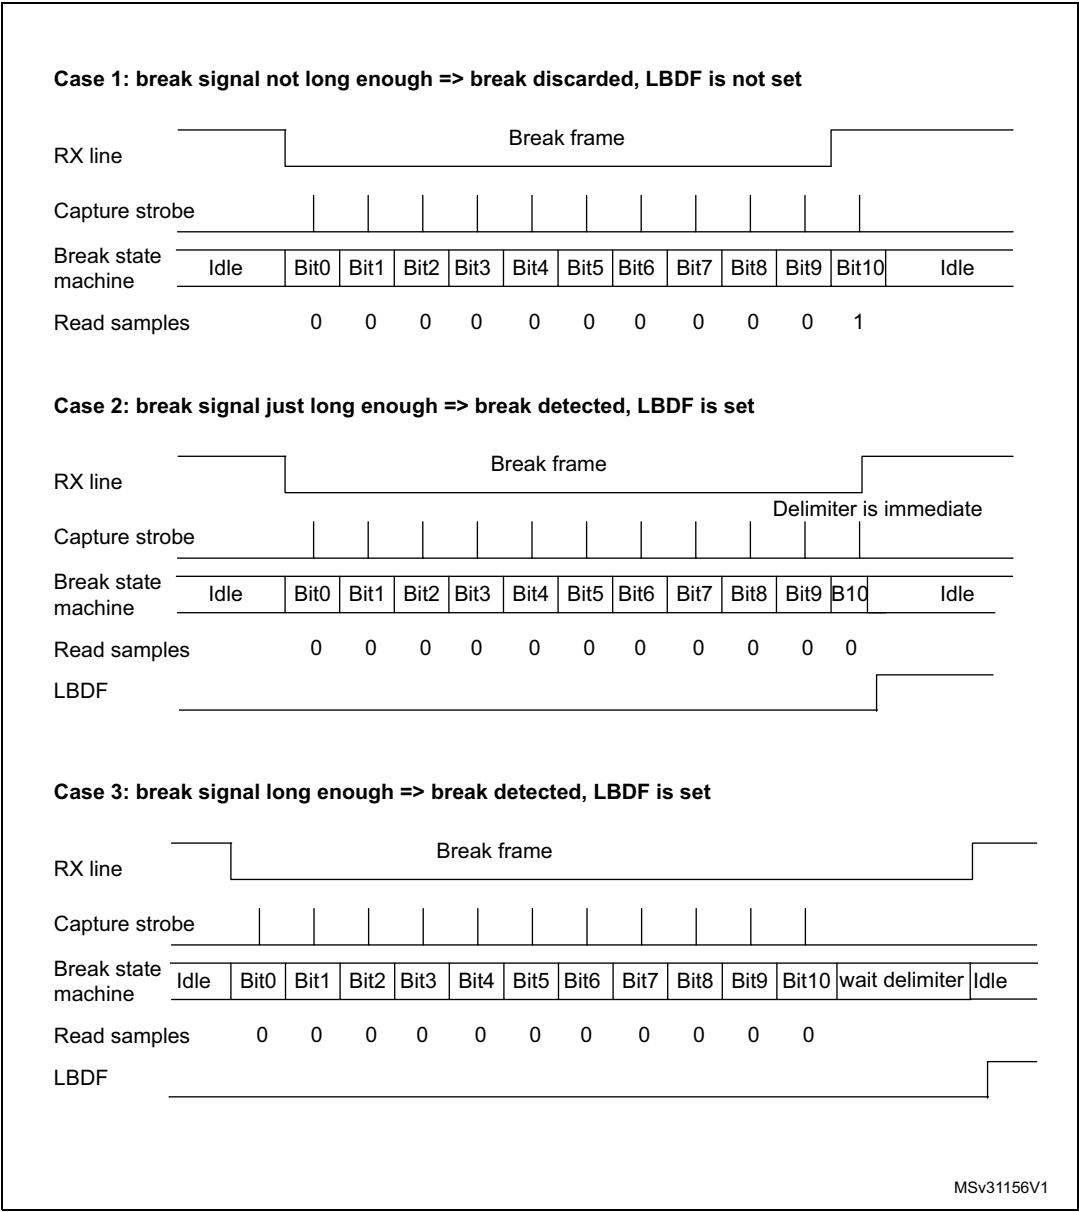 Case 1: break signal not long enough => break discarded, LBDF is not set
Break frame
RX line
Capture strobe
Break state machine
Idle Bit0 Bit1 Bit2 Bit3 Bit4 Bit5 Bit6 Bit7 Bit8 Bit9 Bit10 Idle
Read samples 0 0 0 0 0 0 0 0 0 0 1
Case 2: break signal just long enough => break detected, LBDF is set
Break frame
RX line
Delimiter is immediate
Capture strobe
Break state machine
Idle Bit0 Bit1 Bit2 Bit3 Bit4 Bit5 Bit6 Bit7 Bit8 Bit9 B10 Idle
Read samples 0 0 0 0 0 0 0 0 0 0 0
LBDF
Case 3: break signal long enough => break detected, LBDF is set
Break frame
RX line
Capture strobe
Break state machine
Idle Bit0 Bit1 Bit2 Bit3 Bit4 Bit5 Bit6 Bit7 Bit8 Bit9 Bit10 wait delimiter Idle
Read samples 0 0 0 0 0 0 0 0 0 0 0
LBDF
MSv31156V1